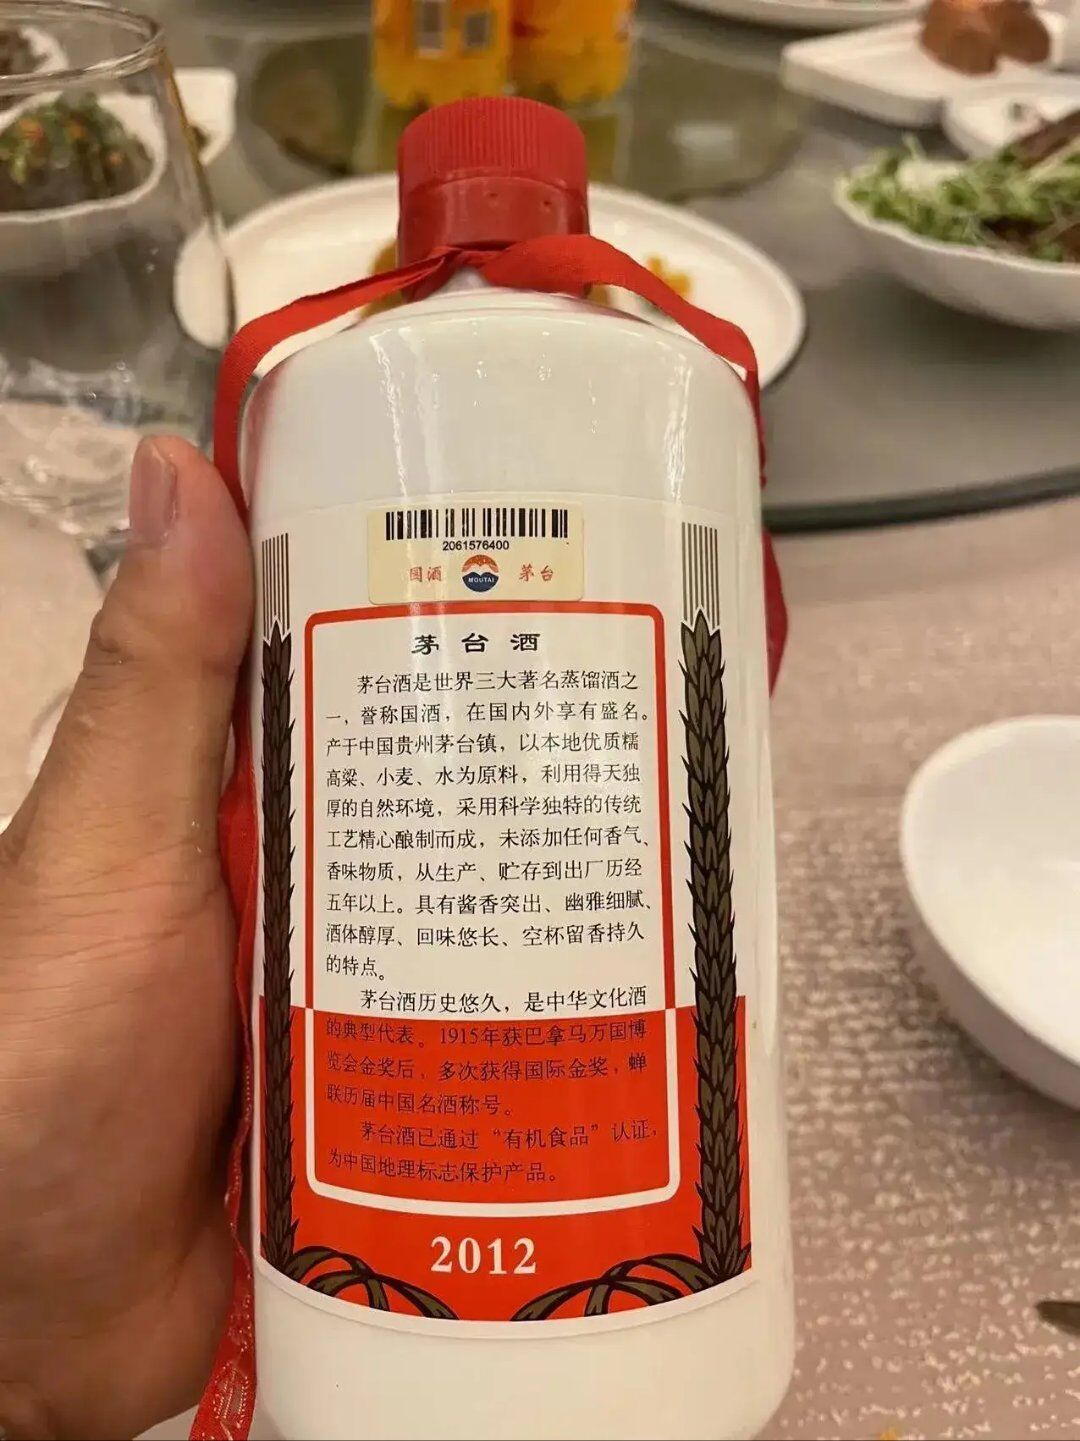 2061576400
国酒 MOUTAI 茅台
茅台酒
茅台酒是世界三大著名蒸馏酒之
一，誉称国酒，在国内外享有盛名。
产于中国贵州茅台镇，以本地优质糯
高粱、小麦、水为原料，利用得天独
厚的自然环境，采用科学独特的传统
工艺精心酿制而成，未添加任何香气、
香味物质，从生产、贮存到出厂历经
五年以上。具有酱香突出、幽雅细腻、
酒体醇厚、回味悠长、空杯留香持久
的特点。
茅台酒历史悠久，是中华文化酒
的典型代表。1915年获巴拿马万国博
览会金奖后，多次获得国际金奖，蝉
联历届中国名酒称号。
茅台酒已通过“有机食品”认证，
为中国地理标志保护产品。
2012